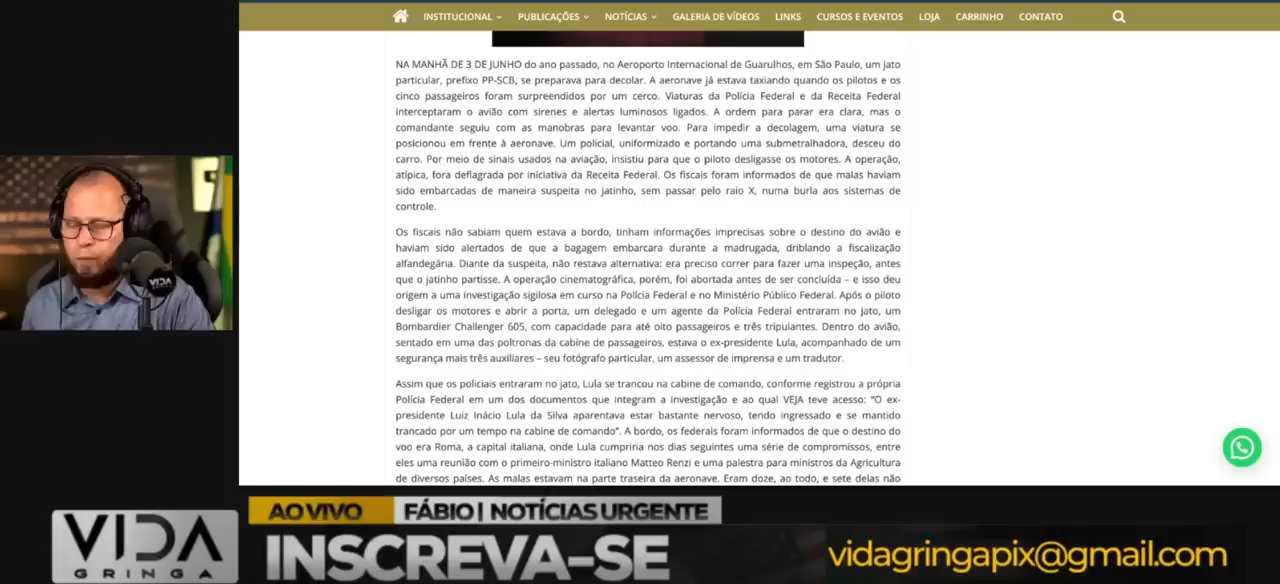 INSTITUCIONAL PUBLICAÇÕES NOTÍCIAS GALERIA DE VÍDEOS LINKS CURSOS E EVENTOS LOJA CARRINHO CONTATO
NA MANHÃ DE 3 DE JUNHO do ano passado, no Aeroporto Internacional de Guarulhos, em São Paulo, um jato
particular, prefixo PP-SCB, se preparava para decolar. A aeronave já estava taxiando quando os pilotos e os
cinco passageiros foram surpreendidos por um cerco. Viaturas da Polícia Federal e da Receita Federal
interceptaram o avião com sirenes e alertas luminosos ligados. A ordem para parar era clara, mas o
comandante seguiu com as manobras para levantar voo. Para impedir a decolagem, uma viatura se
posicionou em frente à aeronave. Um policial, uniformizado e portando uma submetralhadora, desceu do
carro. Por meio de sinais usados na aviação, insistiu para que o piloto desligasse os motores. A operação,
atípica, fora deflagrada por iniciativa da Receita Federal. Os fiscais foram informados de que malas haviam
sido embarcadas de maneira suspeita no jatinho, sem passar pelo raio X, numa burla aos sistemas de
controle.
Os fiscais não sabiam quem estava a bordo, tinham informações imprecisas sobre o destino do avião e
haviam sido alertados de que a bagagem embarcara durante a madrugada, driblando a fiscalização
alfandegária. Diante da suspeita, não restava alternativa: era preciso correr para fazer uma inspeção, antes
que o jatinho partisse. A operação cinematográfica, porém, foi abortada antes de ser concluída – e isso deu
origem a uma investigação sigilosa em curso na Polícia Federal e no Ministério Público Federal. Após o piloto
desligar os motores e abrir a porta, um delegado e um agente da Polícia Federal entraram no jato, um
Bombardier Challenger 605, com capacidade para até oito passageiros e três tripulantes. Dentro do avião,
sentado em uma das poltronas da cabine de passageiros, estava o ex-presidente Lula, acompanhado de um
segurança mais três auxiliares – seu fotógrafo particular, um assessor de imprensa e um tradutor.
Assim que os policiais entraram no jato, Lula se trancou na cabine de comando, conforme registrou a própria
Polícia Federal em um dos documentos que integram a investigação e ao qual VEJA teve acesso: “O ex-
presidente Luiz Inácio Lula da Silva aparentava estar bastante nervoso, tendo ingressado e se mantido
trancado por um tempo na cabine de comando”. A bordo, os federais foram informados de que o destino do
voo era Roma, a capital italiana, onde Lula cumpriria nos dias seguintes uma série de compromissos, entre
eles uma reunião com o primeiro-ministro italiano Matteo Renzi e uma palestra para ministros da Agricultura
de diversos países. As malas estavam na parte traseira da aeronave. Eram doze, ao todo, e sete delas não
VIDA
AO VIVO FÁBIO | NOTÍCIAS URGENTE
VIDA
GRINGA
INSCREVA-SE
vidagringapix@gmail.com